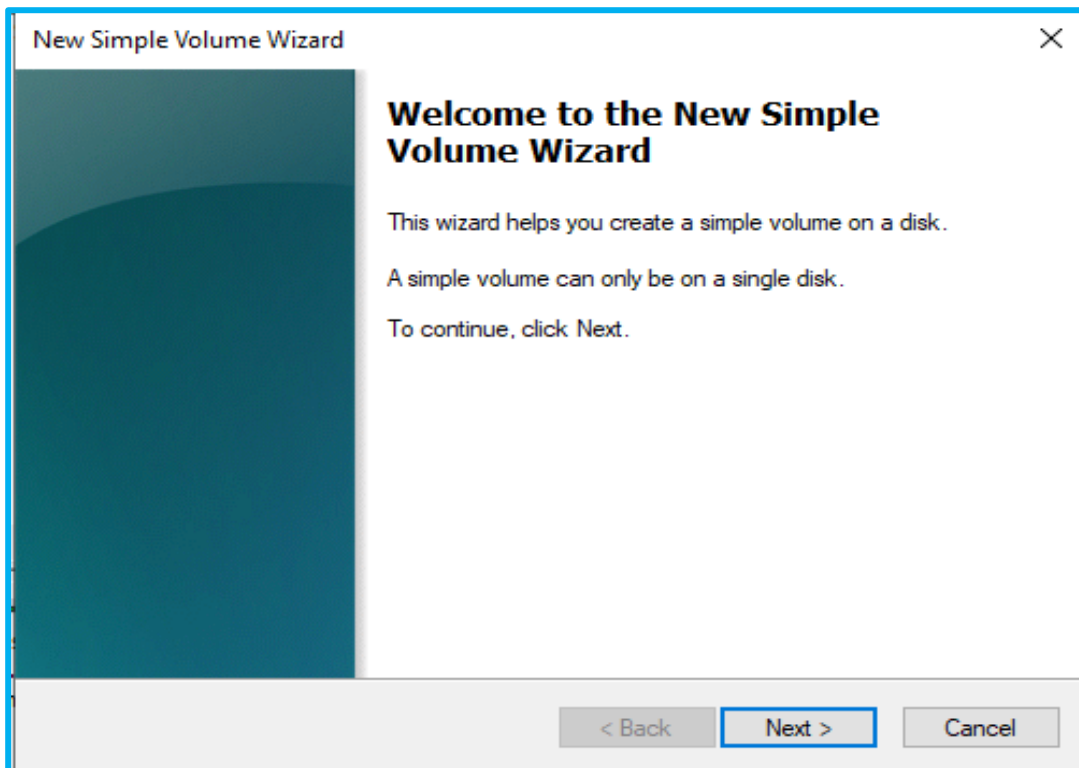 New Simple Volume Wizard
Welcome to the New Simple
Volume Wizard
This wizard helps you create a simple volume on a disk.
A simple volume can only be on a single disk.
To continue, click Next.
< Back
Next >
Cancel